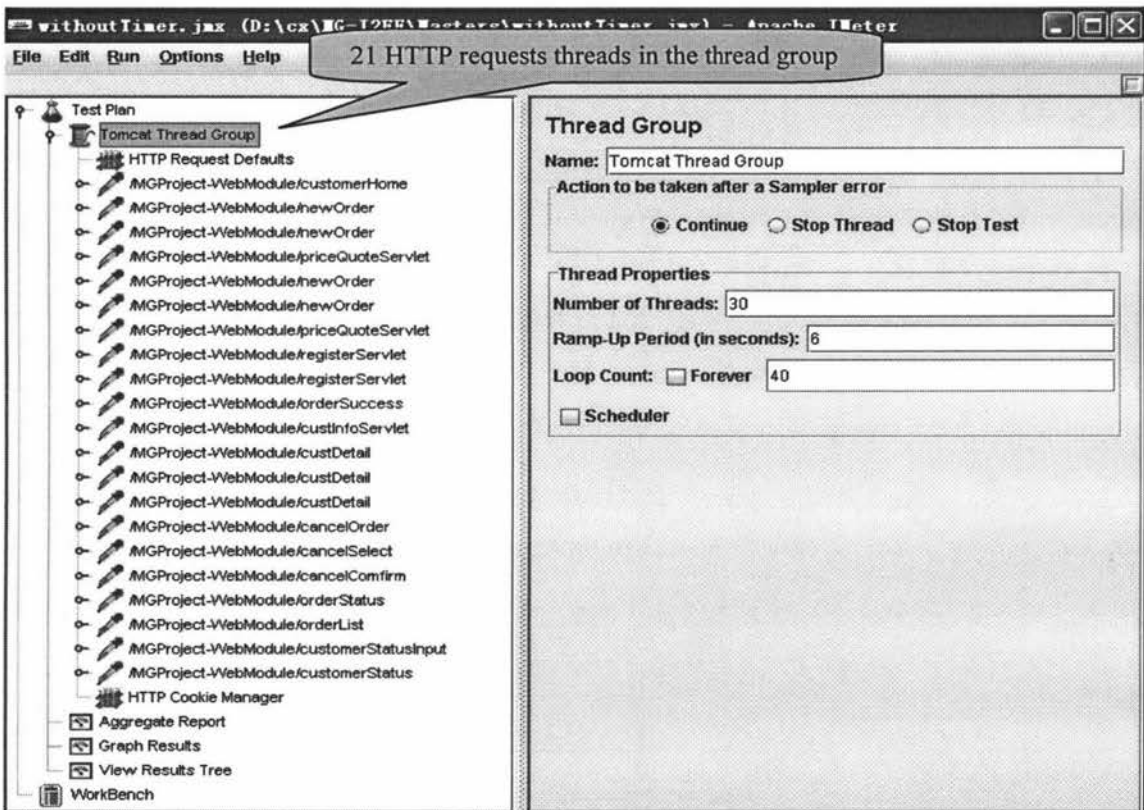 withoutTimer.jmx (D:\cx\MG-J2EE\Masters\withoutTimer.jmx) - Apache JMeter
File Edit Run Options Help
21 HTTP requests threads in the thread group
Test Plan
Tomcat Thread Group
HTTP Request Defaults
/MGProject-WebModule/customerHome
/MGProject-WebModule/newOrder
/MGProject-WebModule/newOrder
/MGProject-WebModule/priceQuoteServlet
/MGProject-WebModule/newOrder
/MGProject-WebModule/newOrder
/MGProject-WebModule/priceQuoteServlet
/MGProject-WebModule/registerServlet
/MGProject-WebModule/registerServlet
/MGProject-WebModule/orderSuccess
/MGProject-WebModule/custInfoServlet
/MGProject-WebModule/custDetail
/MGProject-WebModule/custDetail
/MGProject-WebModule/custDetail
/MGProject-WebModule/cancelOrder
/MGProject-WebModule/cancelSelect
/MGProject-WebModule/cancelComfirm
/MGProject-WebModule/orderStatus
/MGProject-WebModule/orderList
/MGProject-WebModule/customerStatusInput
/MGProject-WebModule/customerStatus
HTTP Cookie Manager
Aggregate Report
Graph Results
View Results Tree
WorkBench
Thread Group
Name: Tomcat Thread Group
Action to be taken after a Sampler error
Continue Stop Thread Stop Test
Thread Properties
Number of Threads: 30
Ramp-Up Period (in seconds): 6
Loop Count: Forever 40
Scheduler